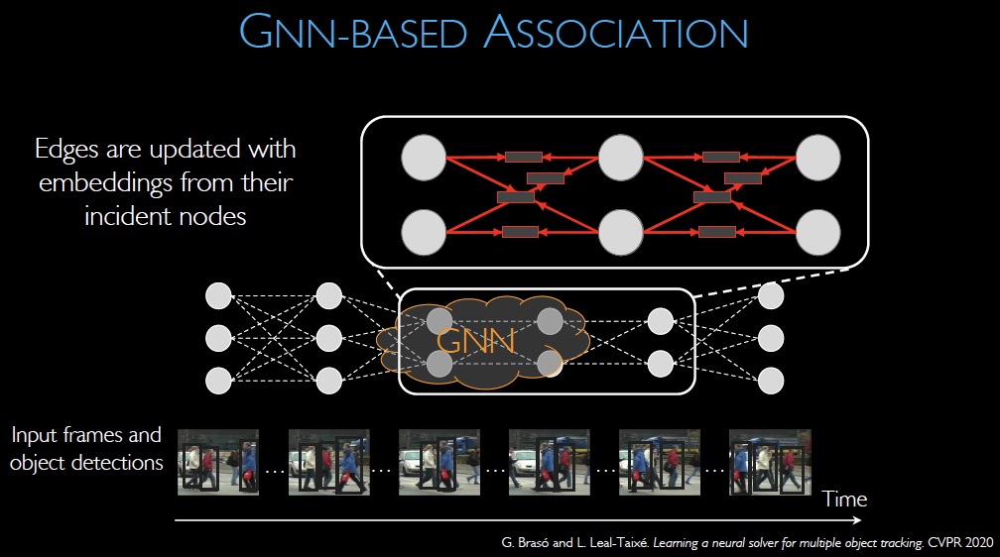 GNN-BASED ASSOCIATION
Edges are updated with
embeddings from their
incident nodes
GNN
Input frames and
object detections
Time
G. Brasó and L. Leal-Taixé. Learning a neural solver for multiple object tracking. CVPR 2020